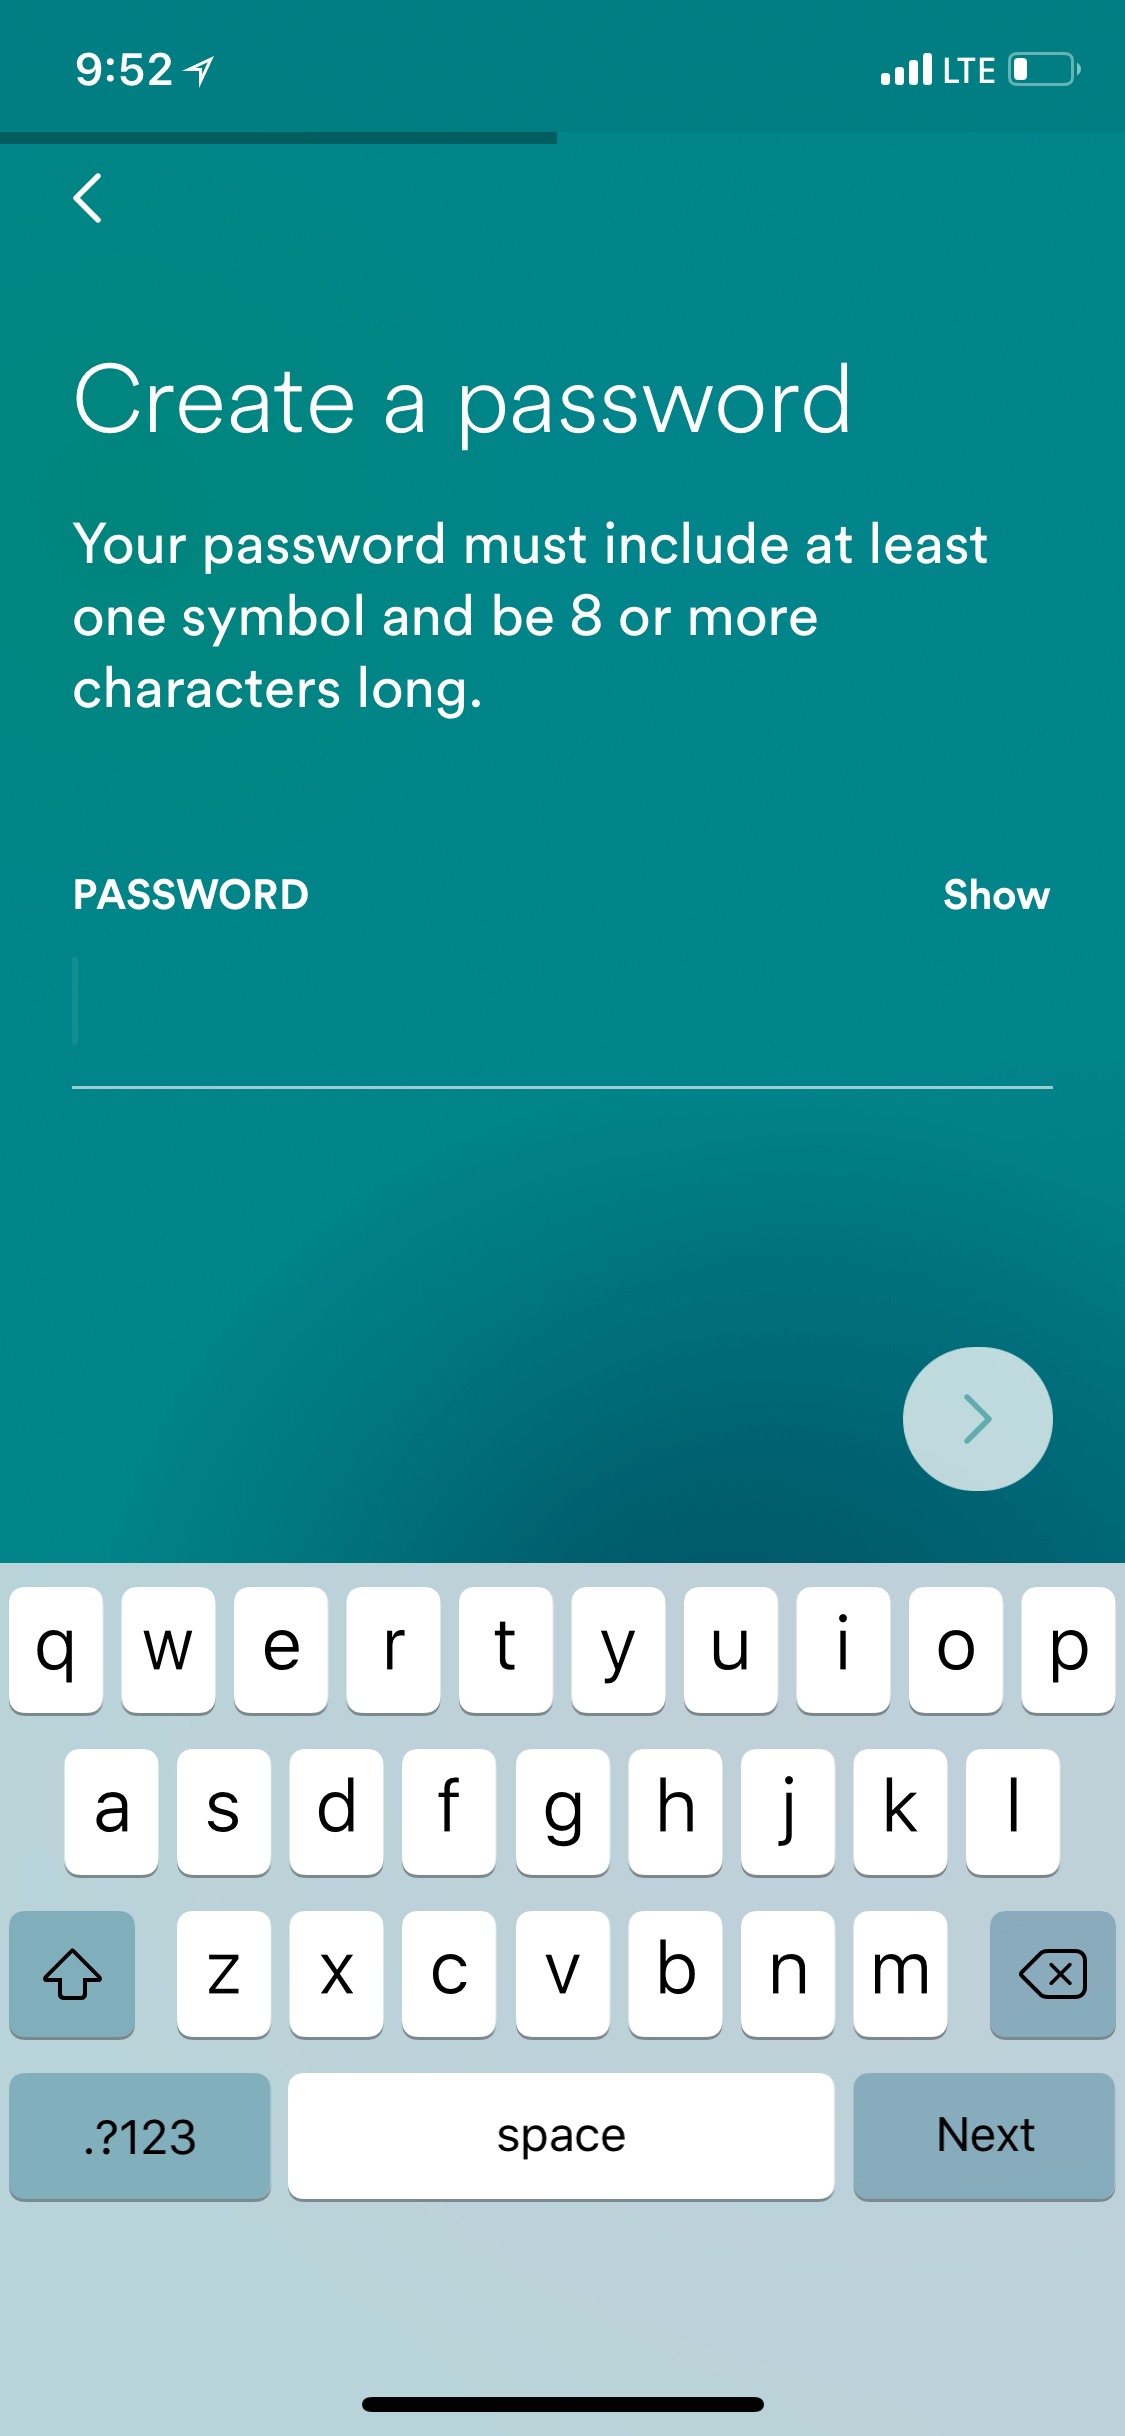 9:52 LTE
Create a password
Your password must include at least
one symbol and be 8 or more
characters long.
PASSWORD Show
q w e r t y u i o p
a s d f g h j k l
z x c v b n m
.?123 space Next